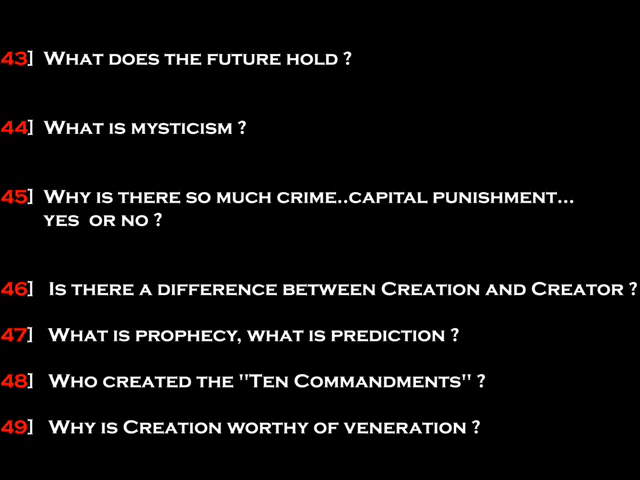 43] What does the future hold ?
44] What is mysticism ?
45] Why is there so much crime..capital punishment...
yes or no ?
46] Is there a difference between Creation and Creator ?
47] What is prophecy, what is prediction ?
48] Who created the "Ten Commandments" ?
49] Why is Creation worthy of veneration ?